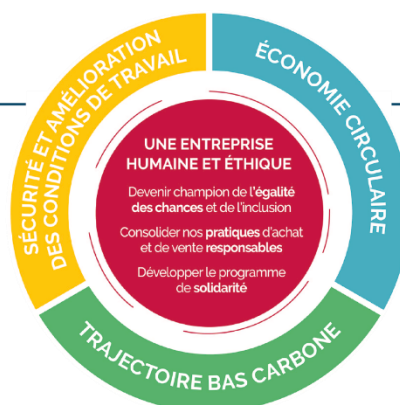 SÉCURITÉ ET AMÉLIORATION
DES CONDITIONS DE TRAVAIL
ÉCONOMIE CIRCULAIRE
UNE ENTREPRISE
HUMAINE ET ÉTHIQUE
Devenir champion de l'égalité
des chances et de l'inclusion
Consolider nos pratiques d'achat
et de vente responsables
Développer le programme
de solidarité
TRAJECTOIRE BAS CARBONE